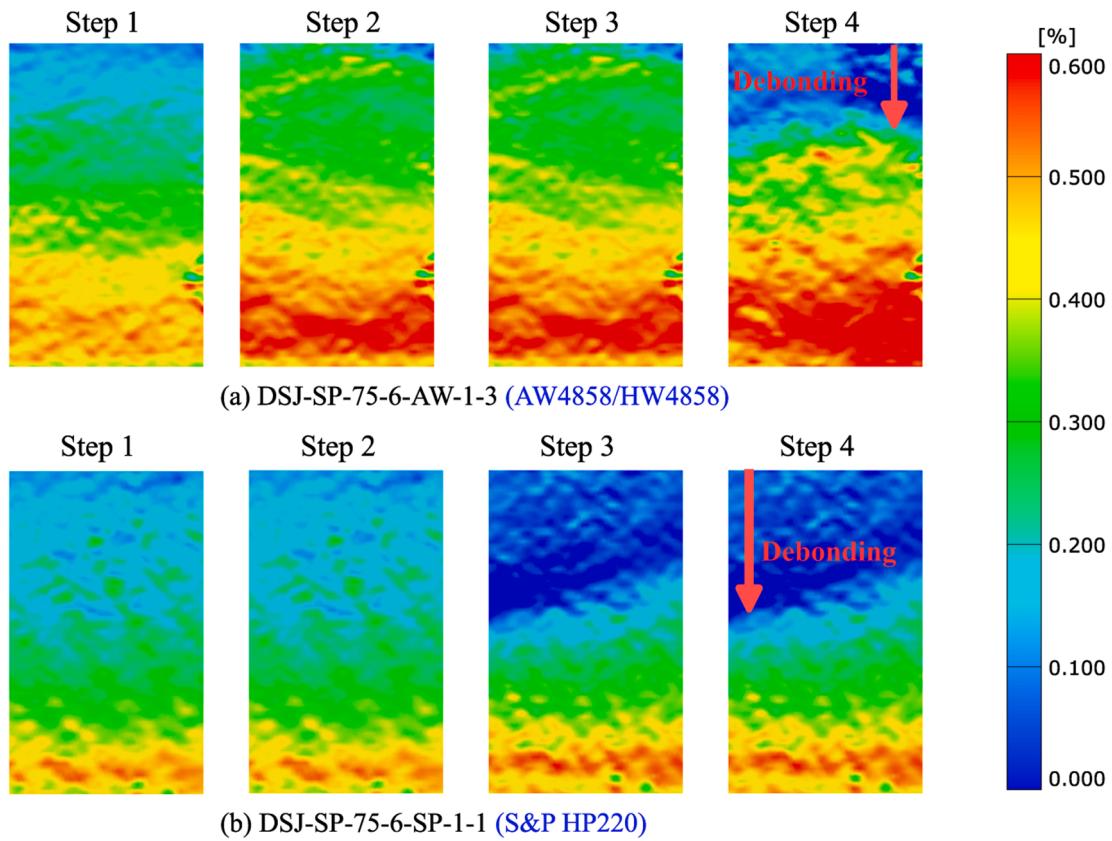 Step 1 Step 2 Step 3 Step 4
[%]
0.600
Debonding
0.500
0.400
(a) DSJ-SP-75-6-AW-1-3 (AW4858/HW4858)
0.300
Step 1 Step 2 Step 3 Step 4
0.200
Debonding
0.100
0.000
(b) DSJ-SP-75-6-SP-1-1 (S&P HP220)